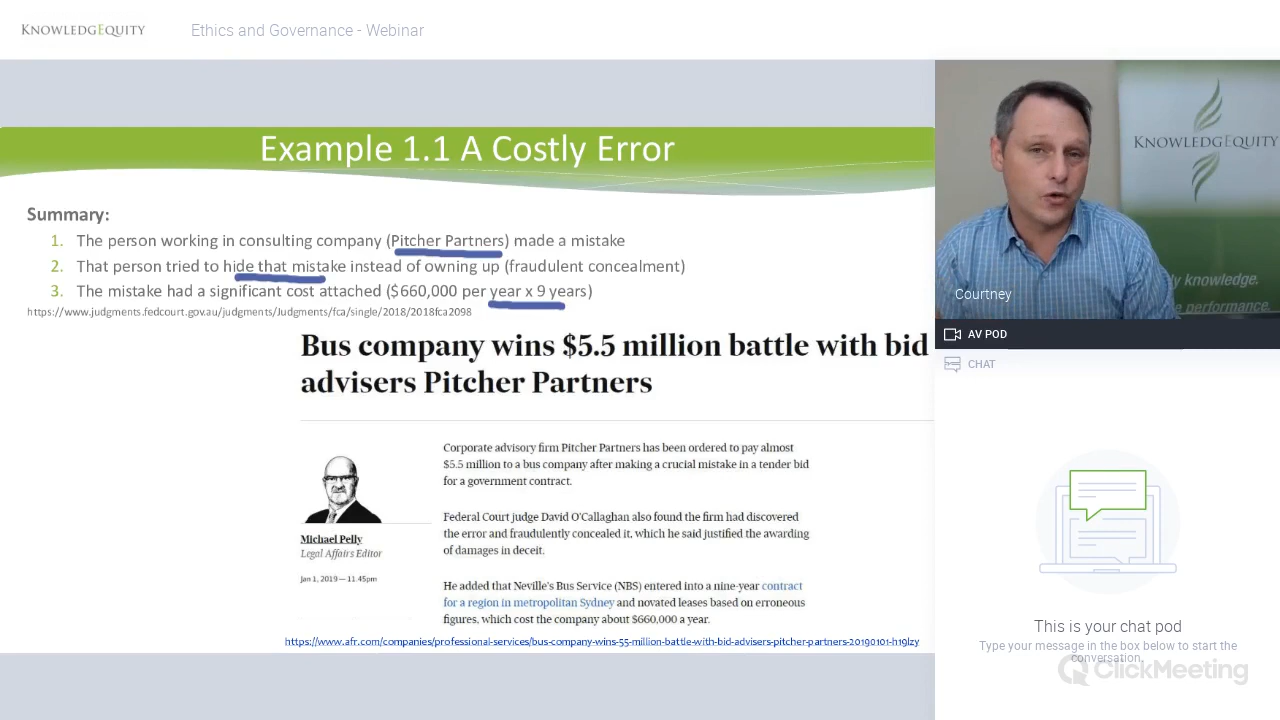 KNOWLEDGEQUITY
Ethics and Governance - Webinar
Example 1.1 A Costly Error
Summary:
1. The person working in consulting company (Pitcher Partners) made a mistake
2. That person tried to hide that mistake instead of owning up (fraudulent concealment)
3. The mistake had a significant cost attached ($660,000 per year x 9 years)
https://www.judgments.fedcourt.gov.au/judgments/Judgments/fca/single/2018/2018fca2098
Bus company wins $5.5 million battle with bid
advisers Pitcher Partners
Michael Pelly
Legal Affairs Editor
Jan 1, 2019 — 11.45pm
Corporate advisory firm Pitcher Partners has been ordered to pay almost
$5.5 million to a bus company after making a crucial mistake in a tender bid
for a government contract.
Federal Court judge David O'Callaghan also found the firm had discovered
the error and fraudulently concealed it, which he said justified the awarding
of damages in deceit.
He added that Neville's Bus Service (NBS) entered into a nine-year contract
for a region in metropolitan Sydney and novated leases based on erroneous
figures, which cost the company about $660,000 a year.
https://www.afr.com/companies/professional-services/bus-company-wins-55-million-battle-with-bid-advisers-pitcher-partners-20190101-h19lzy
KNOWLEDGEQUITY
ly knowledge.
e performance.
Courtney
AV POD
CHAT
This is your chat pod
Type your message in the box below to start the
conversation.
ClickMeeting